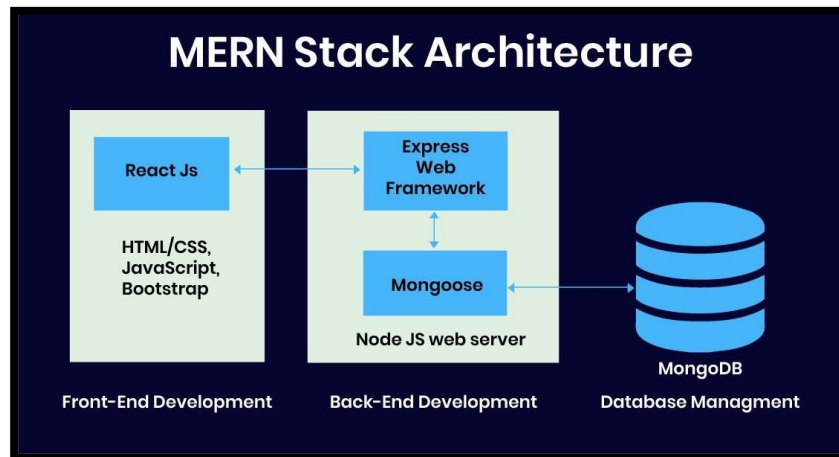 MERN Stack Architecture
React Js
HTML/CSS,
JavaScript,
Bootstrap
Express
Web
Framework
Mongoose
Node JS web server
MongoDB
Front-End Development
Back-End Development
Database Managment